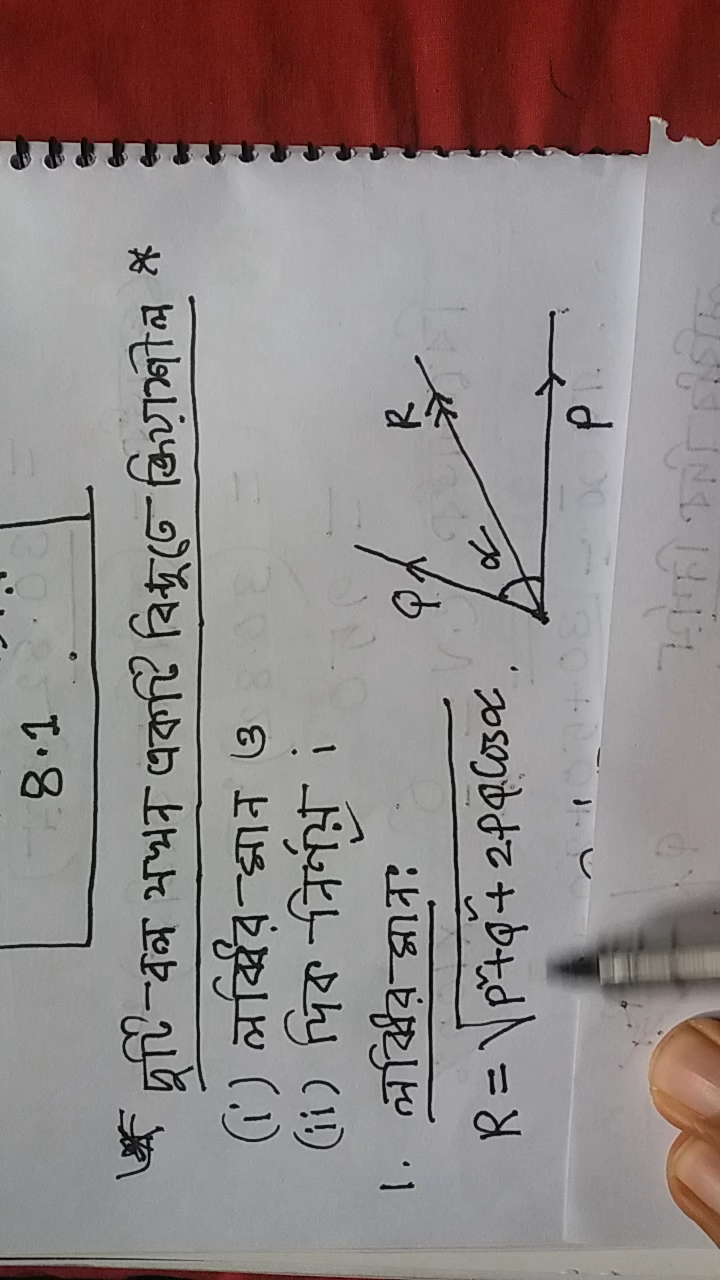 8.1
* দুটি বল যখন একটি বিন্দুতে ক্রিয়াশীল *
(i) লব্ধির মান ও
(ii) দিক নির্ণয় ।
1. লব্ধির মানঃ
R = √P²+Q²+2PQCosα .
Q
R
α
P